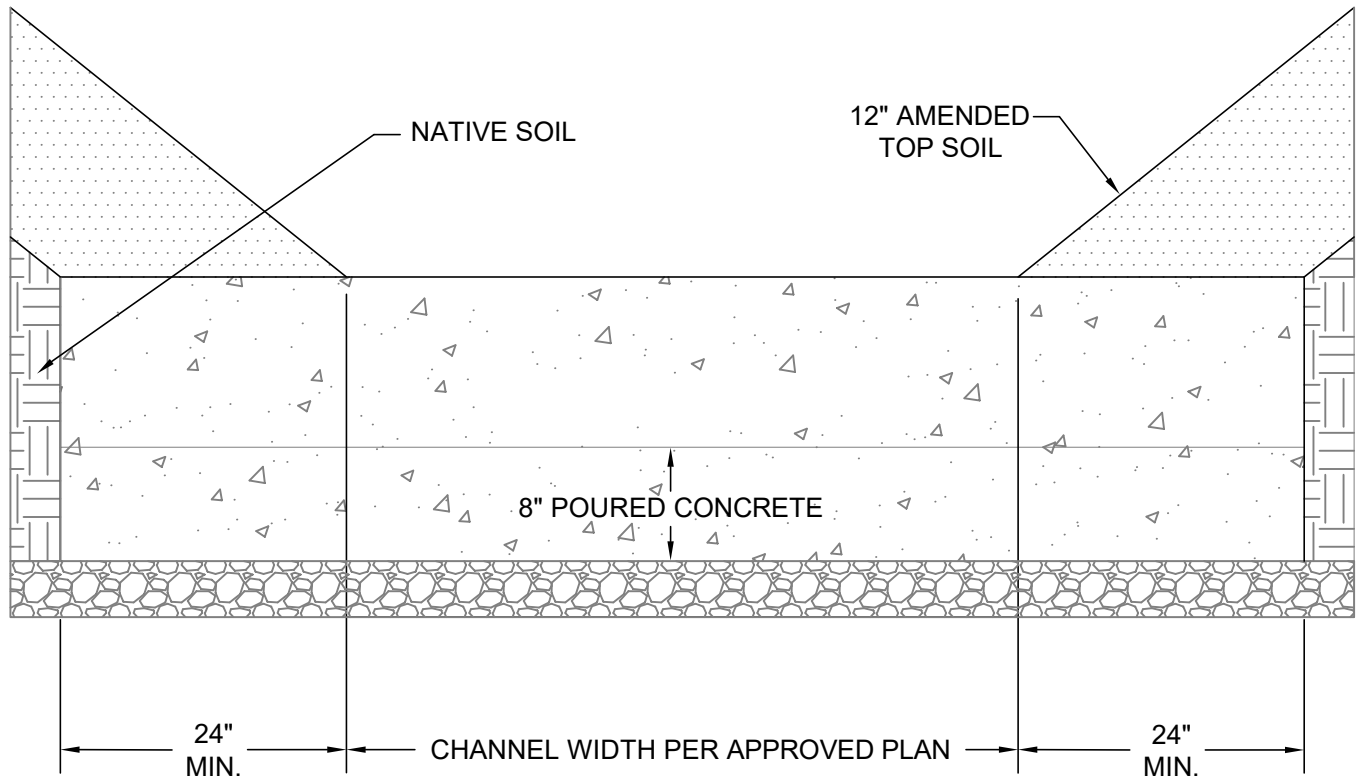 NATIVE SOIL
12" AMENDED
TOP SOIL
8" POURED CONCRETE
24"
MIN.
CHANNEL WIDTH PER APPROVED PLAN
24"
MIN.